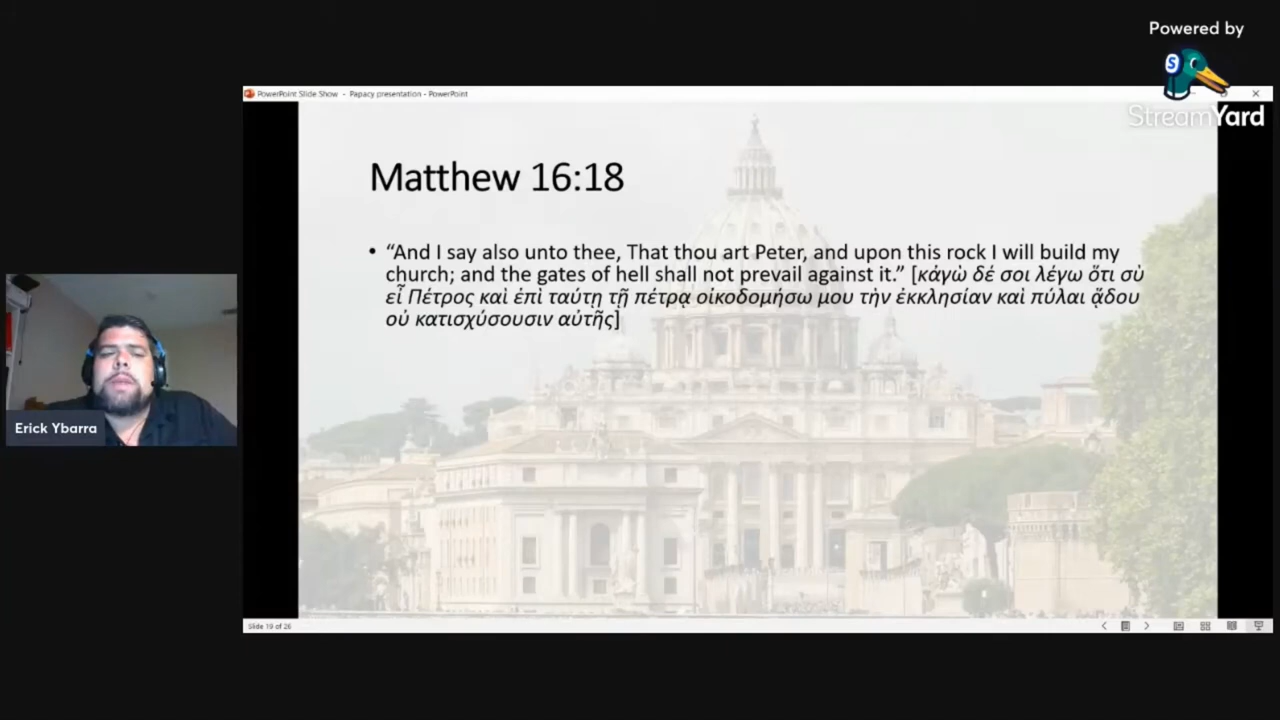 Powered by
S
StreamYard
PowerPoint Slide Show - Papacy presentation - PowerPoint
Matthew 16:18
• “And I say also unto thee, That thou art Peter, and upon this rock I will build my
church; and the gates of hell shall not prevail against it.” [κἀγὼ δέ σοι λέγω ὅτι σὺ
εἶ Πέτρος καὶ ἐπὶ ταύτῃ τῇ πέτρᾳ οἰκοδομήσω μου τὴν ἐκκλησίαν καὶ πύλαι ᾅδου
οὐ κατισχύσουσιν αὐτῆς]
Erick Ybarra
Slide 19 of 26